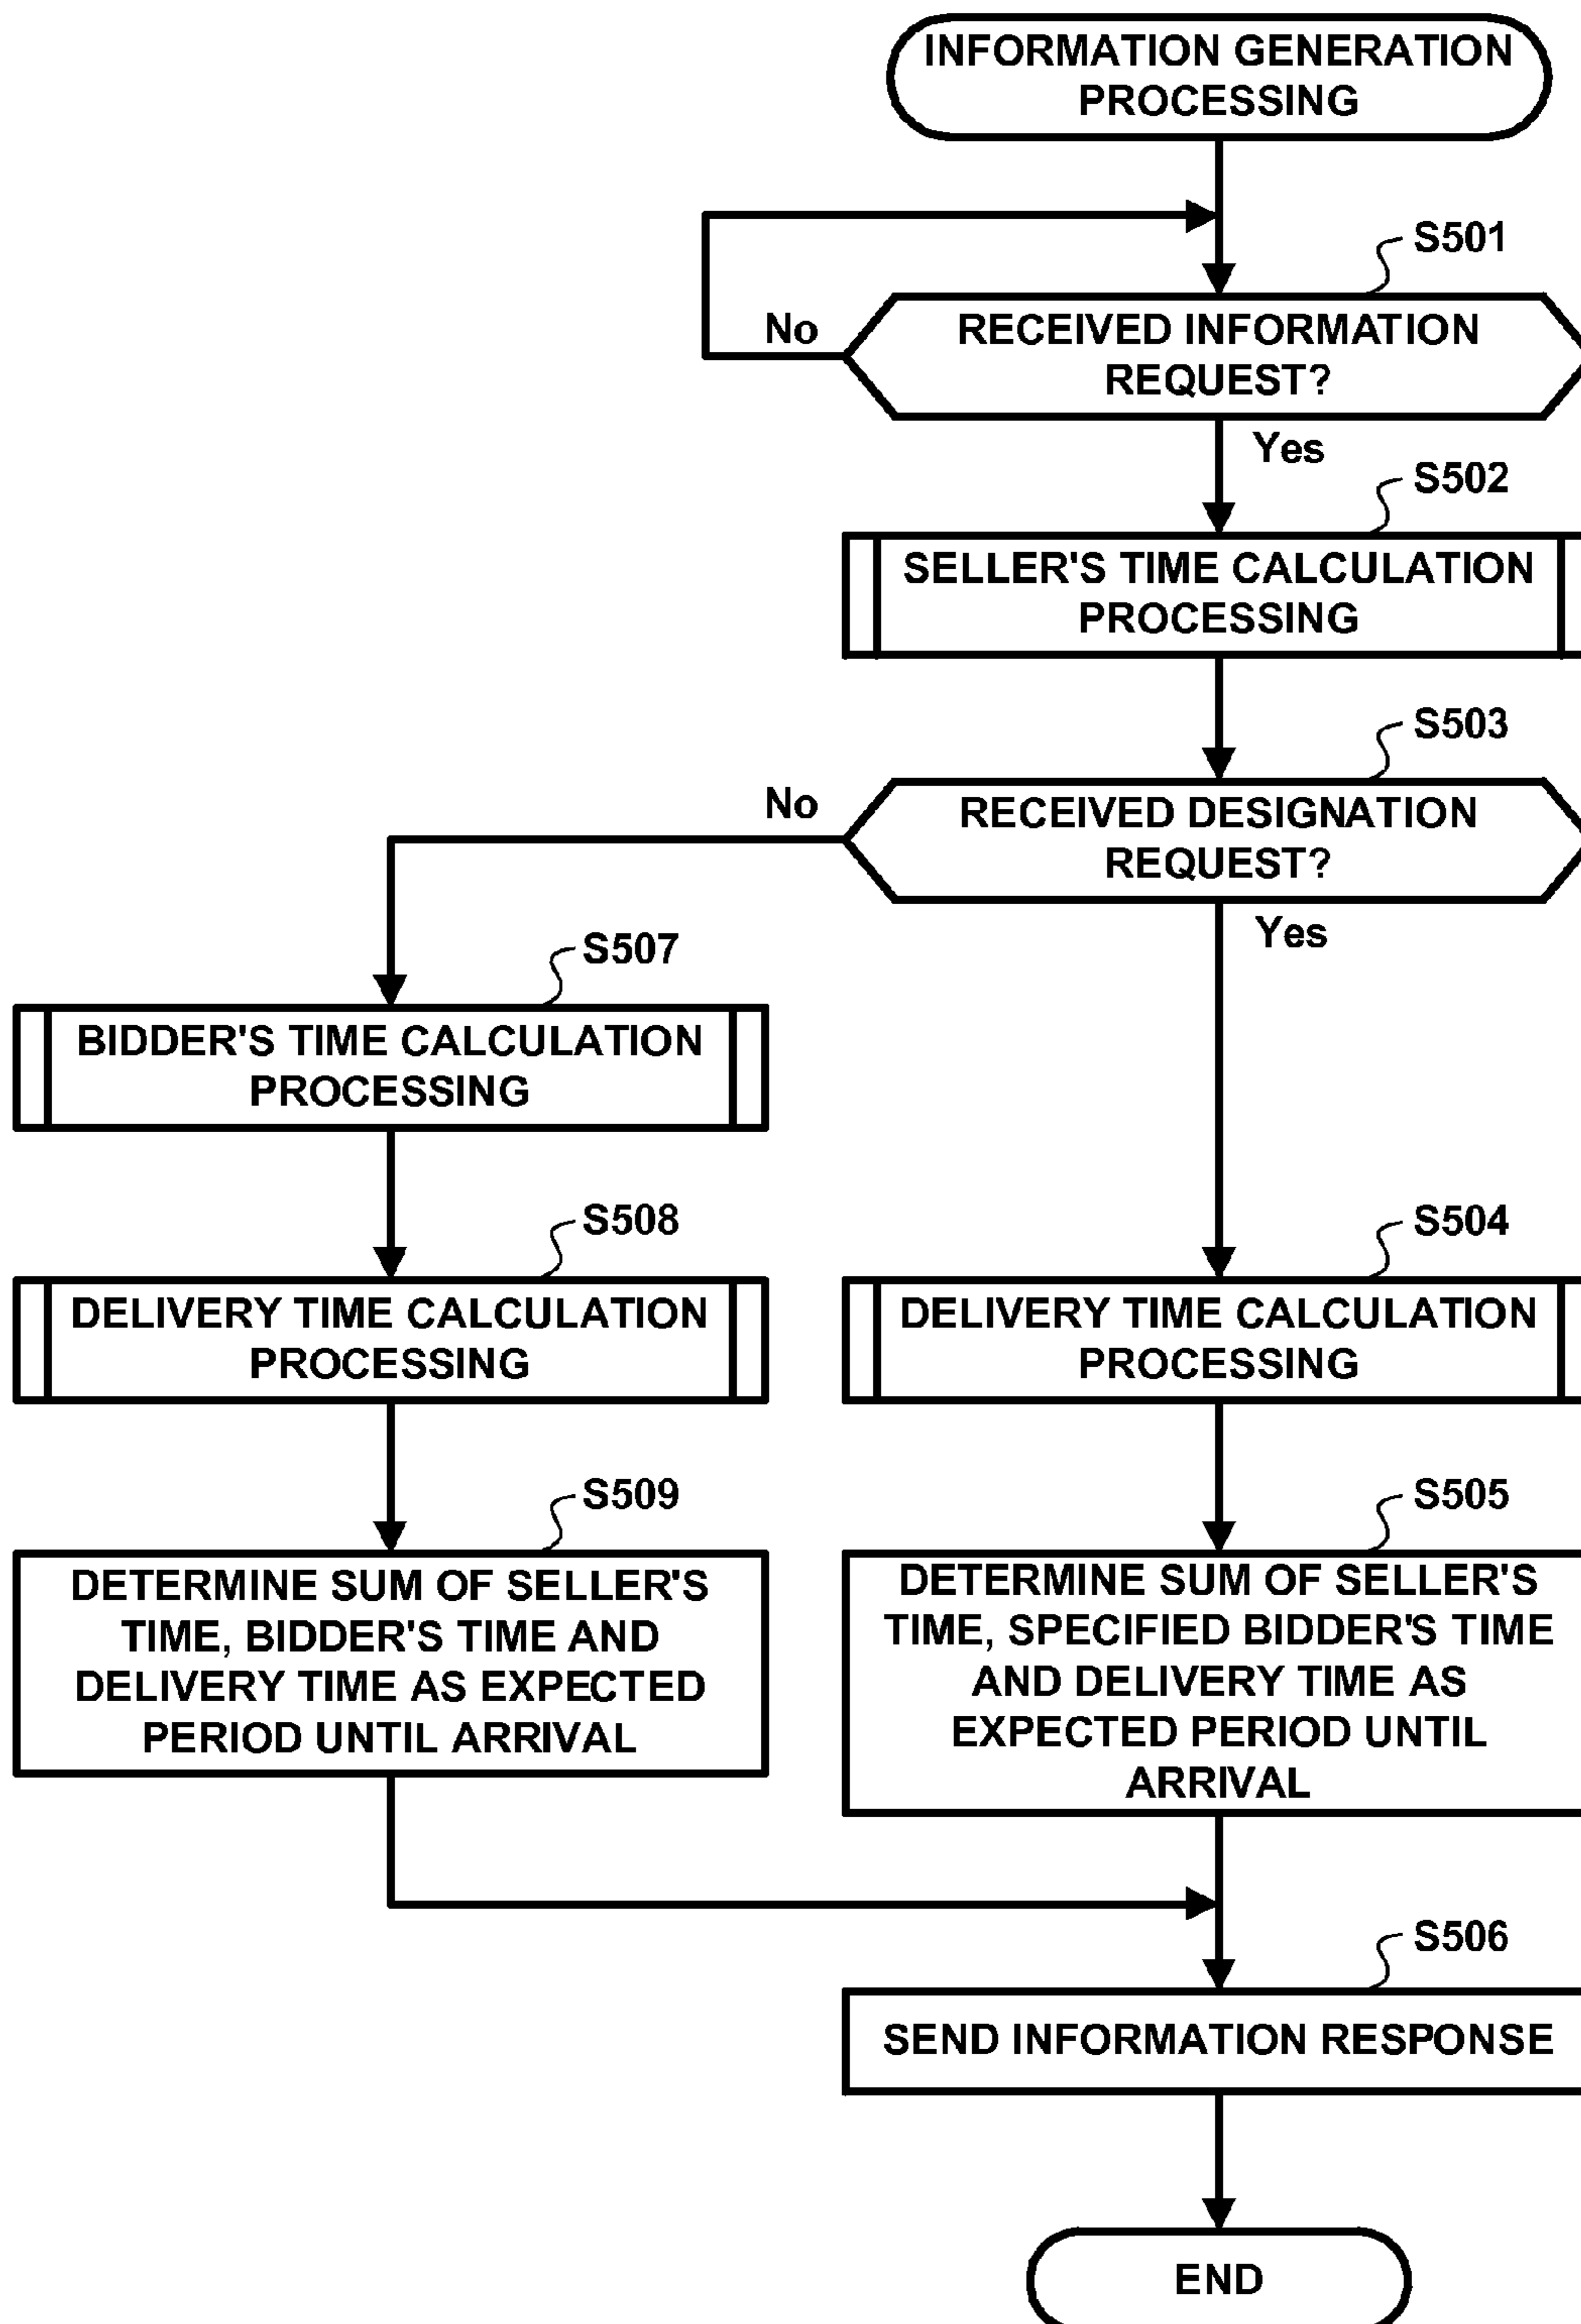 INFORMATION GENERATION
PROCESSING
S501
No
RECEIVED INFORMATION
REQUEST?
Yes
S502
SELLER'S TIME CALCULATION
PROCESSING
S503
No
RECEIVED DESIGNATION
REQUEST?
Yes
S507
BIDDER'S TIME CALCULATION
PROCESSING
S508
DELIVERY TIME CALCULATION
PROCESSING
S504
DELIVERY TIME CALCULATION
PROCESSING
S509
DETERMINE SUM OF SELLER'S
TIME, BIDDER'S TIME AND
DELIVERY TIME AS EXPECTED
PERIOD UNTIL ARRIVAL
S505
DETERMINE SUM OF SELLER'S
TIME, SPECIFIED BIDDER'S TIME
AND DELIVERY TIME AS
EXPECTED PERIOD UNTIL
ARRIVAL
S506
SEND INFORMATION RESPONSE
END